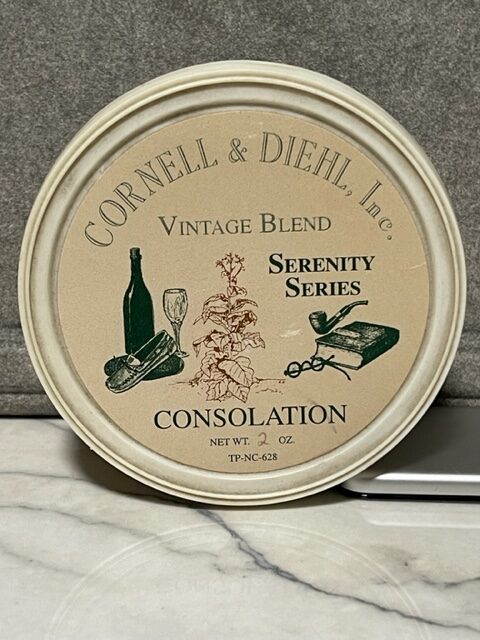 CORNELL & DIEHL, Inc.
VINTAGE BLEND
SERENITY
SERIES
CONSOLATION
NET WT. 2 OZ.
TP-NC-628